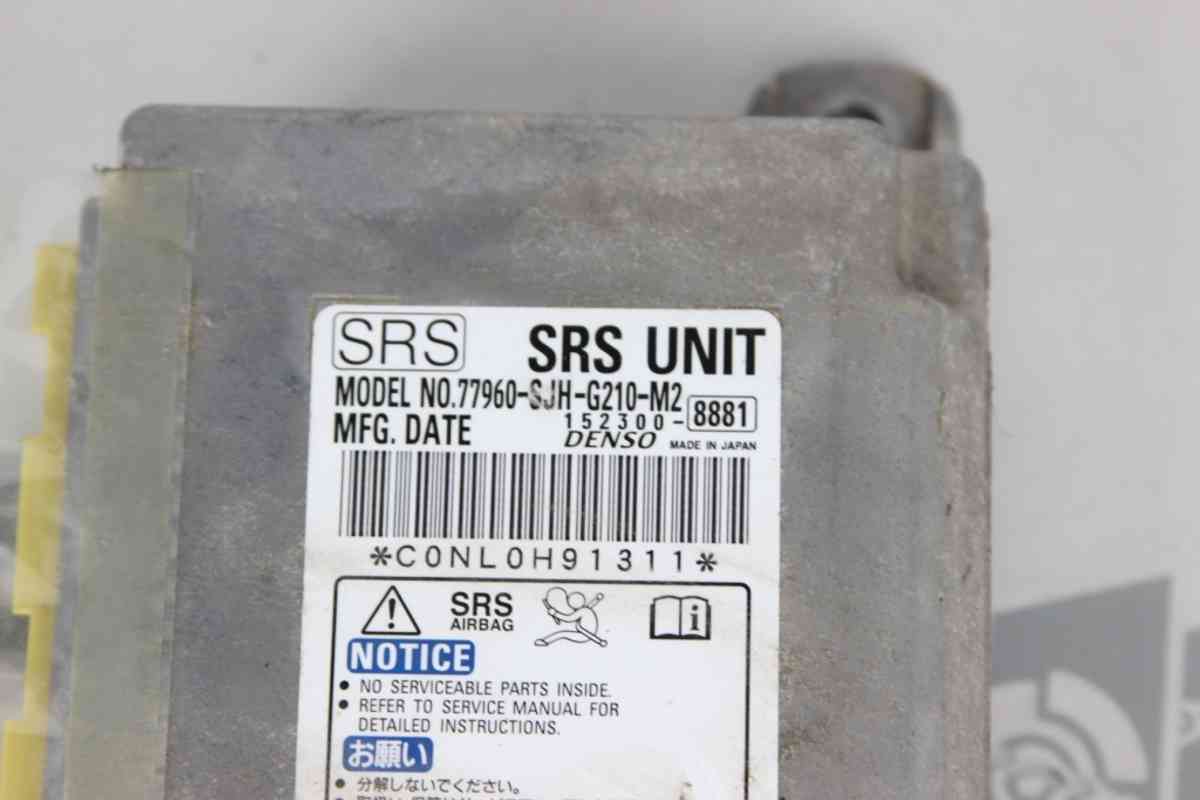 SRS SRS UNIT
MODEL NO.77960-SJH-G210-M2
152300-8881
MFG. DATE DENSO MADE IN JAPAN
*C0NL0H91311*
! SRS AIRBAG i
NOTICE
• NO SERVICEABLE PARTS INSIDE.
• REFER TO SERVICE MANUAL FOR
DETAILED INSTRUCTIONS.
お願い
• 分解しないでください。